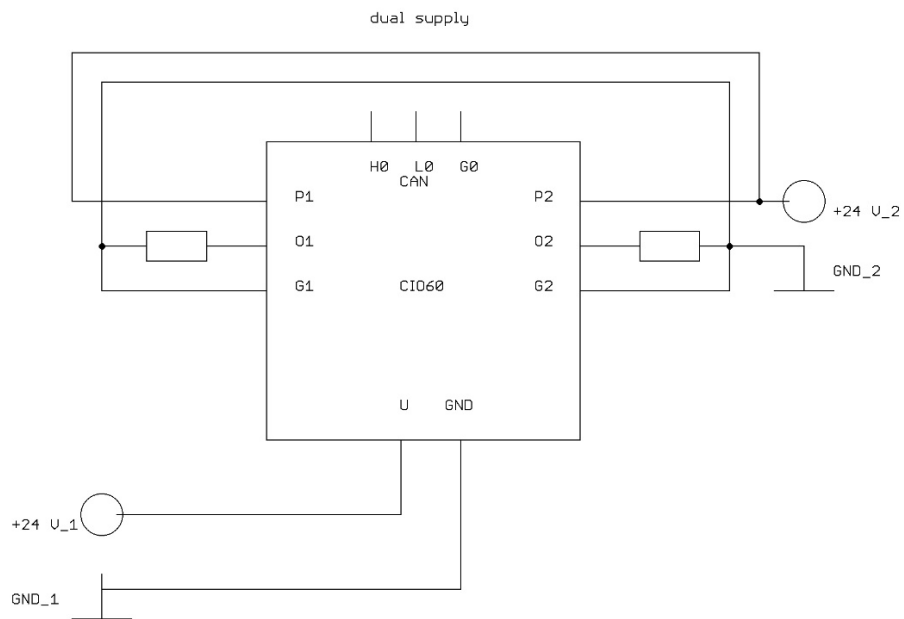 dual supply
H0 L0 G0
CAN
P1 P2
+24 V_2
O1 O2
GND_2
G1 CIO60 G2
U GND
+24 V_1
GND_1